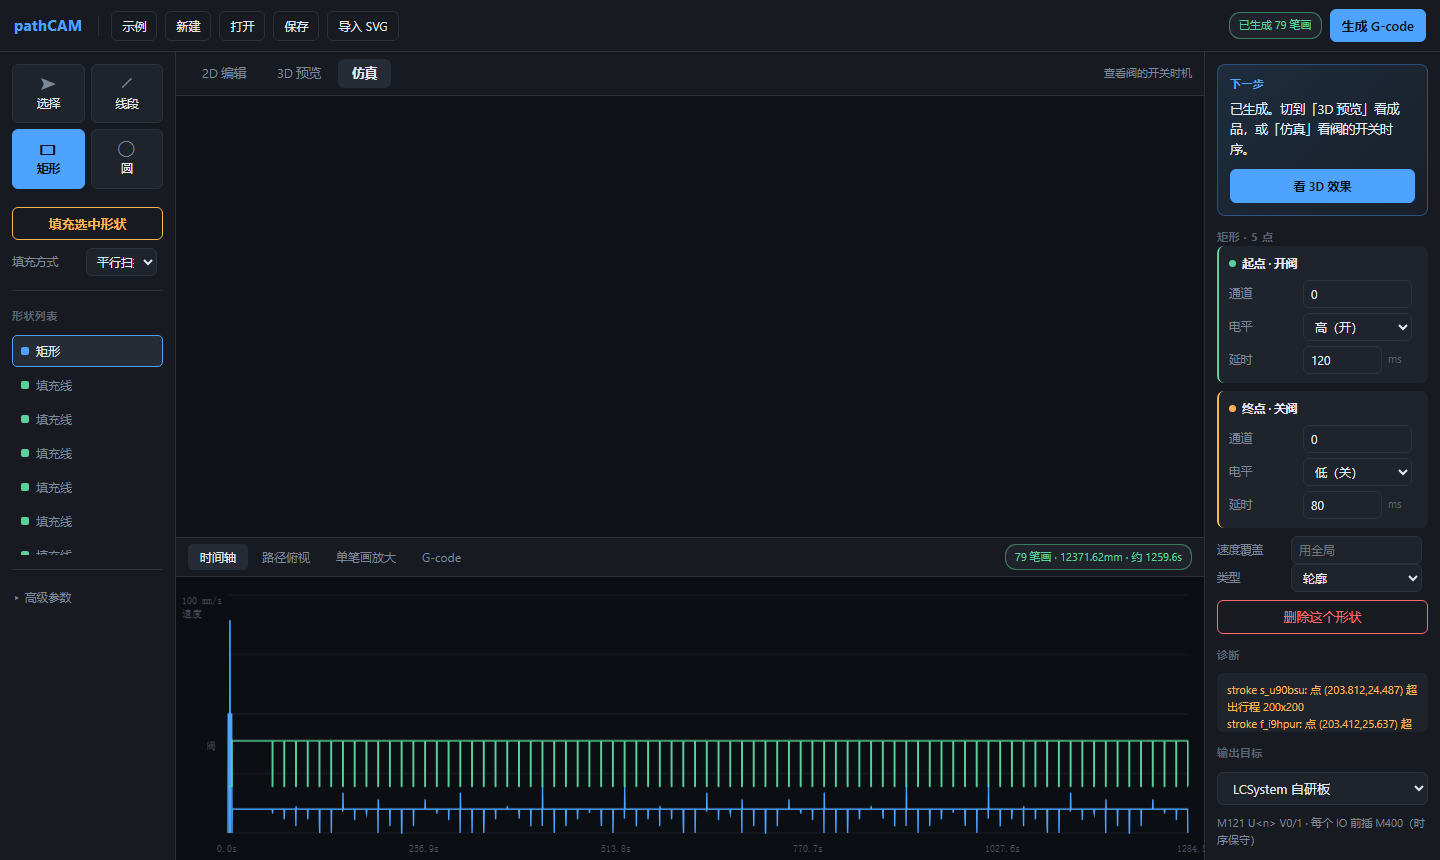 pathCAM 示例 新建 打开 保存 导入 SVG 已生成 79 笔画 生成 G-code
选择 线段
矩形 圆
填充选中形状
填充方式 平行扫
形状列表
矩形
填充线
填充线
填充线
填充线
填充线
填充线
▸ 高级参数
2D 编辑 3D 预览 仿真 查看阀的开关时机
时间轴 路径俯视 单笔画放大 G-code 79 笔画 · 12371.62mm · 约 1259.6s
100 mm/s
速度
阀
0.0s 256.9s 513.8s 770.7s 1027.6s 1284.
下一步
已生成。切到「3D 预览」看成
品，或「仿真」看阀的开关时
序。
看 3D 效果
矩形 · 5 点
起点 · 开阀
通道 0
电平 高（开）
延时 120 ms
终点 · 关阀
通道 0
电平 低（关）
延时 80 ms
速度覆盖 用全局
类型 轮廓
删除这个形状
诊断
stroke s_u90bsu: 点 (203.812,24.487) 超
出行程 200x200
stroke f_i9hpur: 点 (203.412,25.637) 超
输出目标
LCSystem 自研板
M121 U<n> V0/1 · 每个 IO 前插 M400（时
序保守）